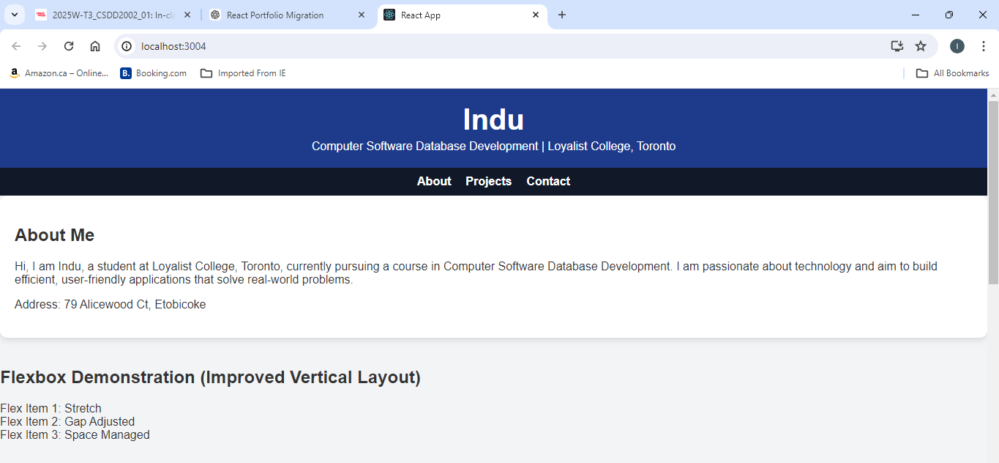 2025W-T3_CSDD2002_01: In-cl
React Portfolio Migration
React App
localhost:3004
I
a
Amazon.ca – Online...
B.
Booking.com
Imported From IE
All Bookmarks
Indu
Computer Software Database Development | Loyalist College, Toronto
About
Projects
Contact
About Me
Hi, I am Indu, a student at Loyalist College, Toronto, currently pursuing a course in Computer Software Database Development. I am passionate about technology and aim to build
efficient, user-friendly applications that solve real-world problems.
Address: 79 Alicewood Ct, Etobicoke
Flexbox Demonstration (Improved Vertical Layout)
Flex Item 1: Stretch
Flex Item 2: Gap Adjusted
Flex Item 3: Space Managed